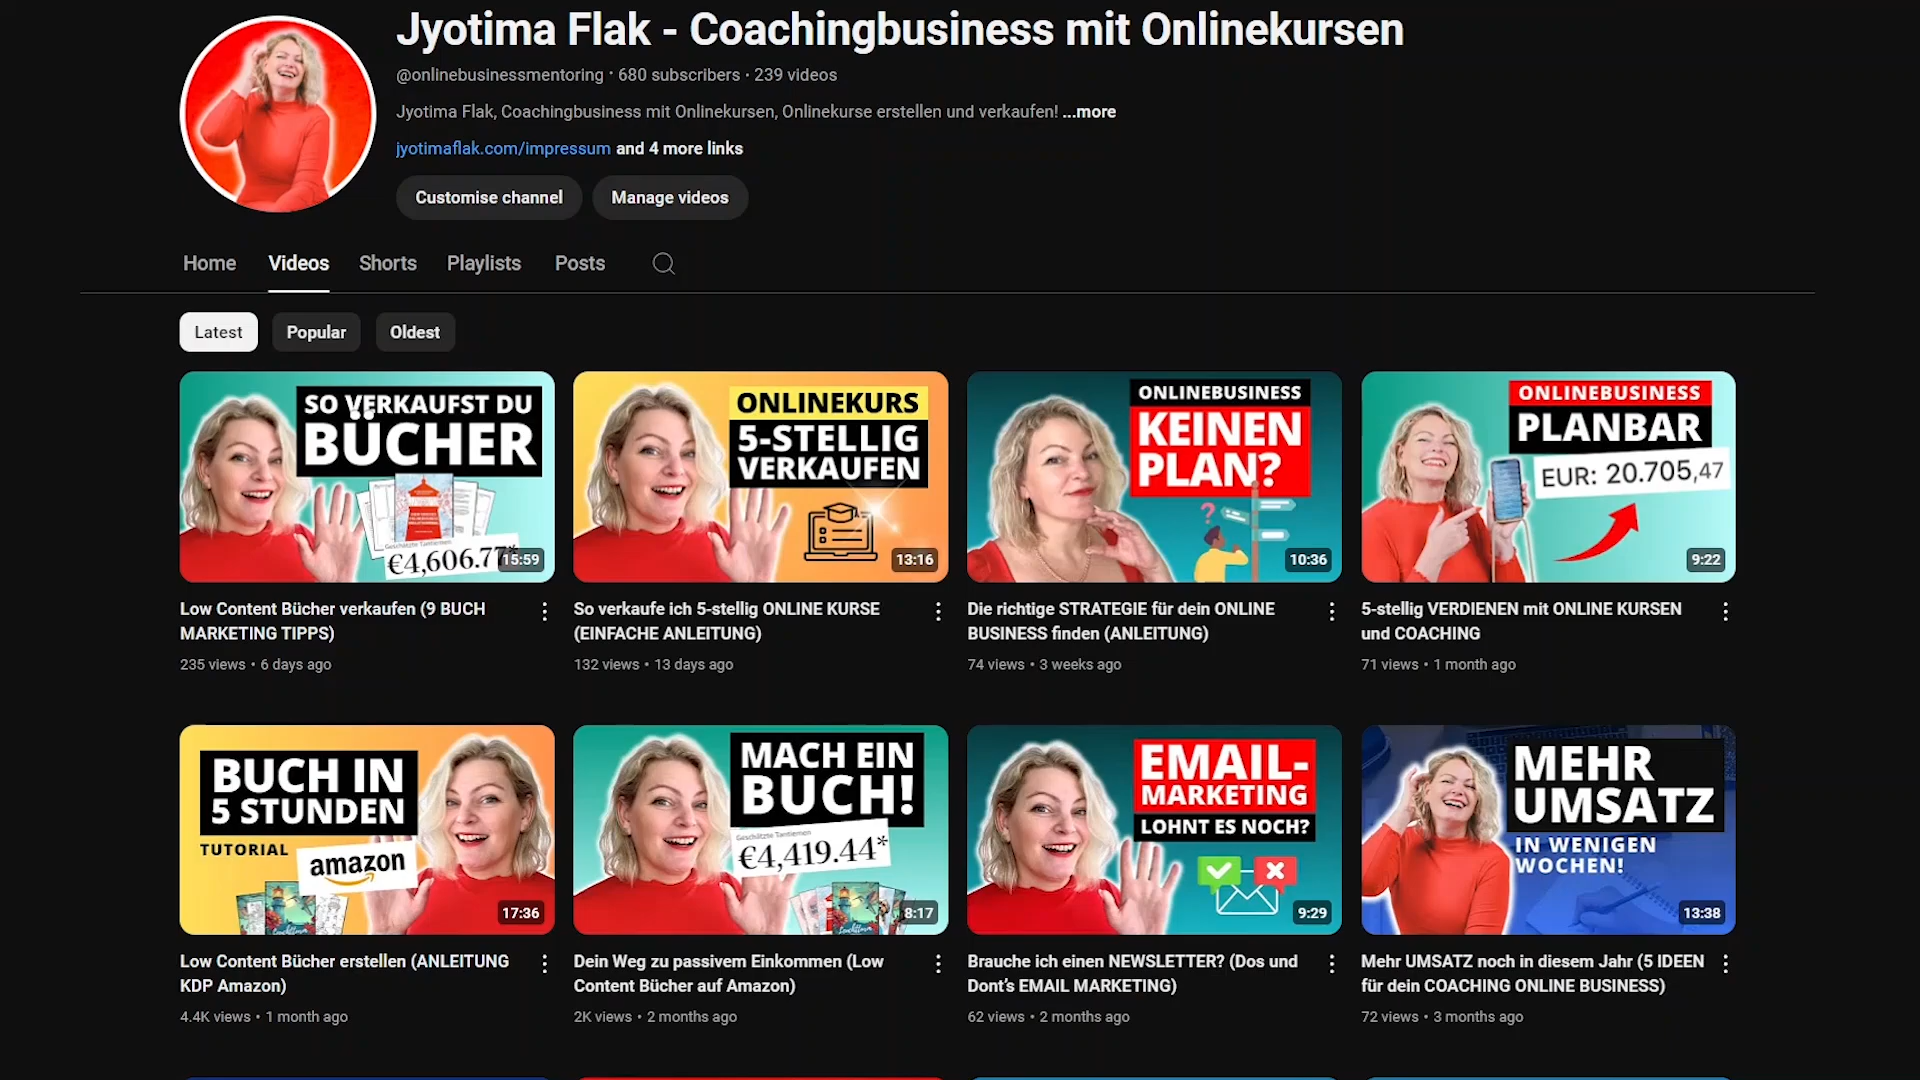 Jyotima Flak - Coachingbusiness mit Onlinekursen
@onlinebusinessmentoring · 680 subscribers · 239 videos
Jyotima Flak, Coachingbusiness mit Onlinekursen, Onlinekurse erstellen und verkaufen! ...more
jyotimaflak.com/impressum and 4 more links
Customise channel Manage videos
Home Videos Shorts Playlists Posts
Latest Popular Oldest
SO VERKAUFST DU
BÜCHER
Geschätzte Tantiemen
€4,606.77*
15:59
ONLINEKURS
5-STELLIG
VERKAUFEN
13:16
ONLINEBUSINESS
KEINEN
PLAN?
?
10:36
ONLINEBUSINESS
PLANBAR
EUR: 20.705,47
9:22
Low Content Bücher verkaufen (9 BUCH
MARKETING TIPPS)
235 views • 6 days ago
So verkaufe ich 5-stellig ONLINE KURSE
(EINFACHE ANLEITUNG)
132 views • 13 days ago
Die richtige STRATEGIE für dein ONLINE
BUSINESS finden (ANLEITUNG)
74 views • 3 weeks ago
5-stellig VERDIENEN mit ONLINE KURSEN
und COACHING
71 views • 1 month ago
BUCH IN
5 STUNDEN
TUTORIAL
amazon
17:36
MACH EIN
BUCH!
Geschätzte Tantiemen
€4,419.44*
Leuchtturm
8:17
EMAIL-
MARKETING
LOHNT ES NOCH?
9:29
MEHR
UMSATZ
IN WENIGEN
WOCHEN!
13:38
Low Content Bücher erstellen (ANLEITUNG
KDP Amazon)
4.4K views • 1 month ago
Dein Weg zu passivem Einkommen (Low
Content Bücher auf Amazon)
2K views • 2 months ago
Brauche ich einen NEWSLETTER? (Dos und
Dont’s EMAIL MARKETING)
62 views • 2 months ago
Mehr UMSATZ noch in diesem Jahr (5 IDEEN
für dein COACHING ONLINE BUSINESS)
72 views • 3 months ago